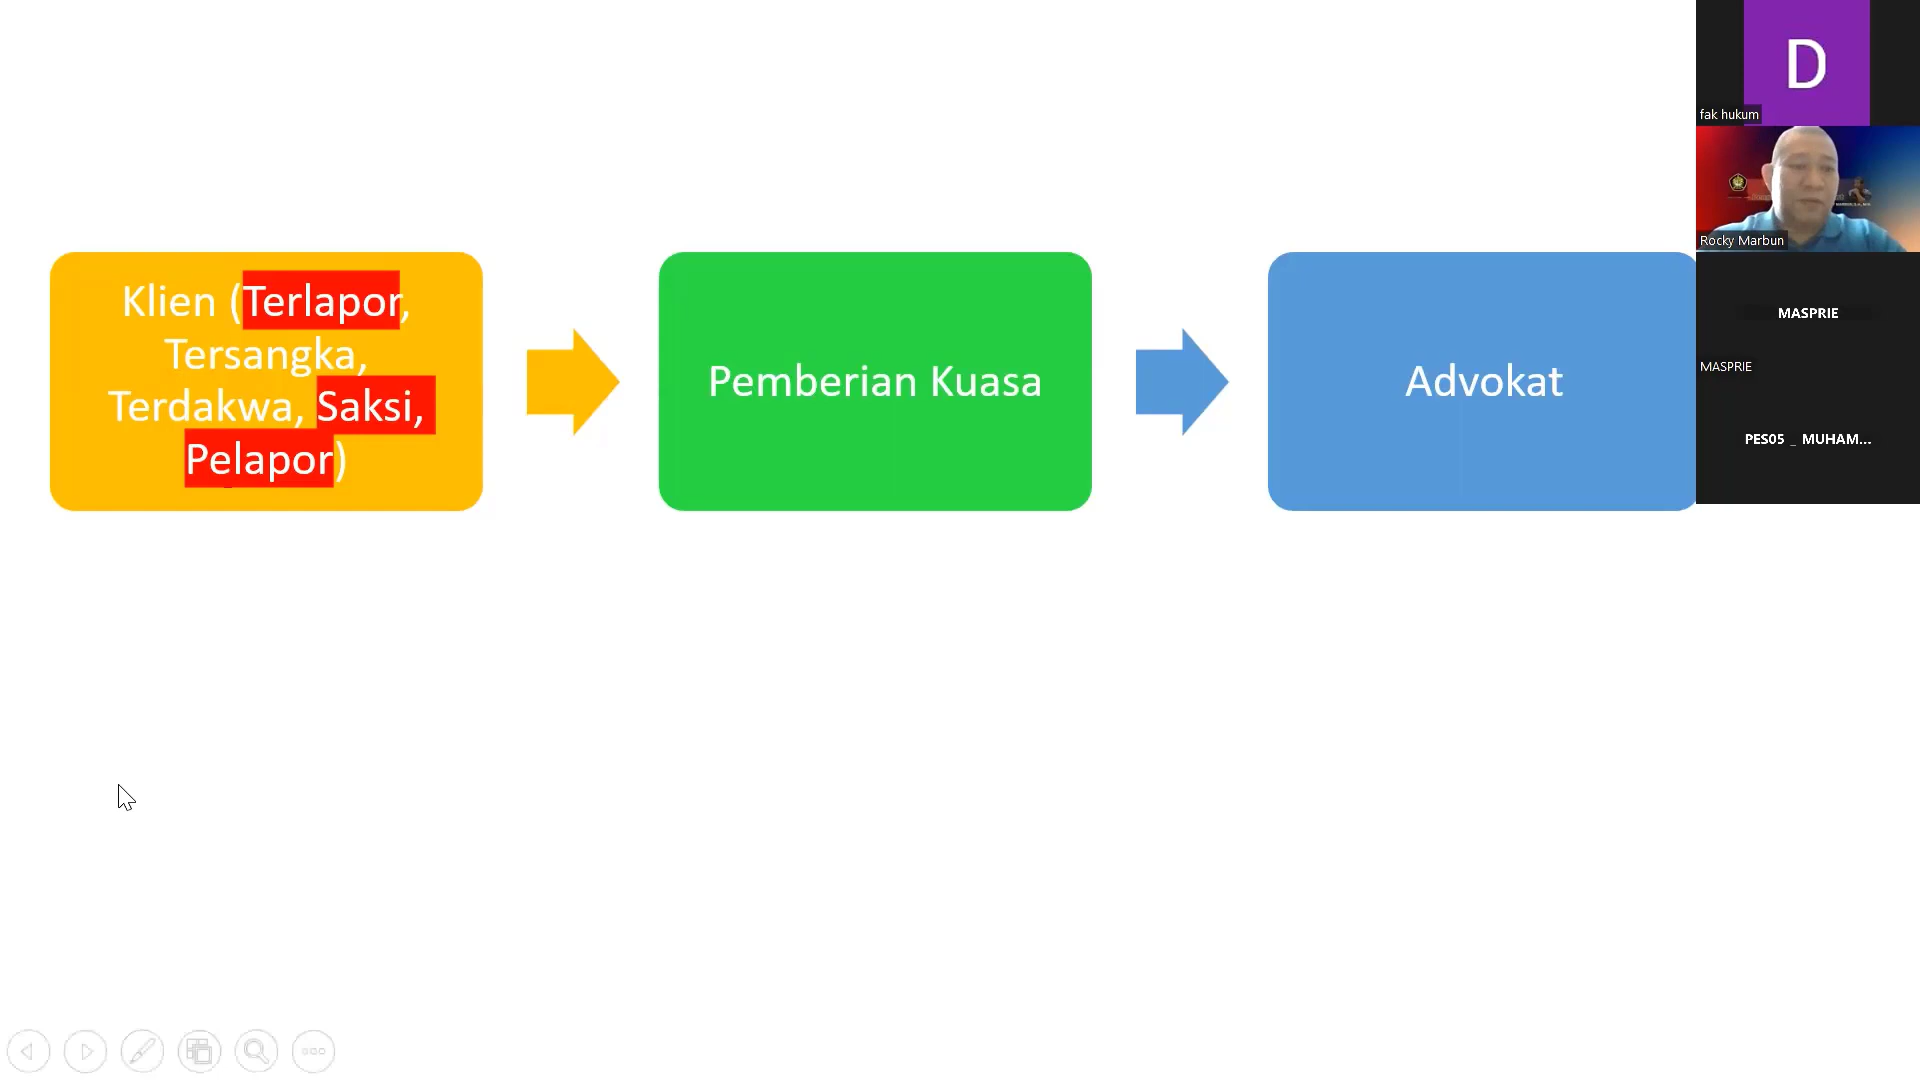 Klien (Terlapor,
Tersangka,
Terdakwa, Saksi,
Pelapor)
Pemberian Kuasa
Advokat
D
fak hukum
Rocky Marbun
MASPRIE
MASPRIE
PES05 _ MUHAM...